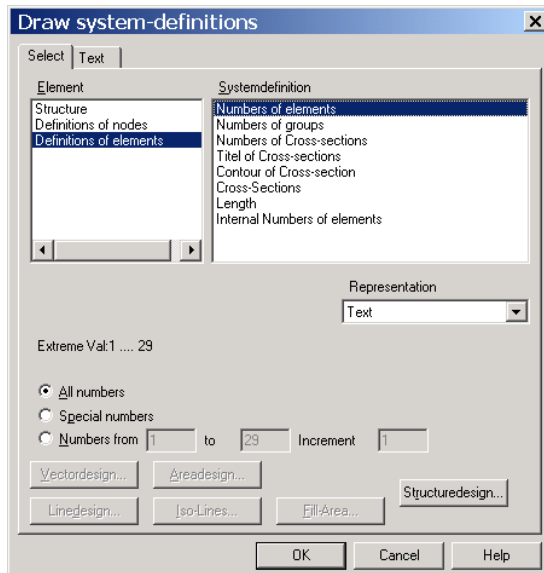 Draw system-definitions
Select Text
Element Systemdefinition
Structure
Definitions of nodes
Definitions of elements
Numbers of elements
Numbers of groups
Numbers of Cross-sections
Titel of Cross-sections
Contour of Cross-section
Cross-Sections
Length
Internal Numbers of elements
Representation
Text
Extreme Val:1 .... 29
All numbers
Special numbers
Numbers from 1 to 29 Increment 1
Vectordesign... Areadesign...
Structuredesign...
Linedesign... Iso-Lines... Fill-Area...
OK Cancel Help